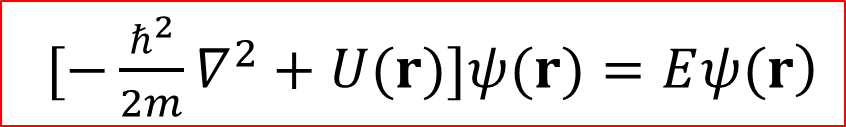 [−ℏ²/2m ∇² + U(𝐫)]ψ(𝐫) = Eψ(𝐫)